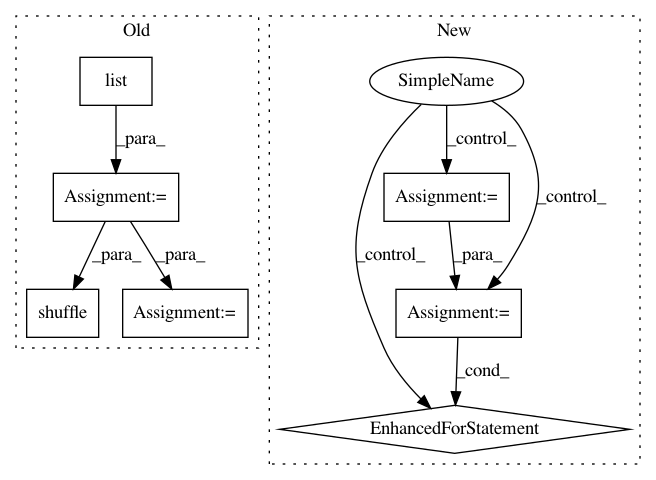 Old
list
_para_
Assignment:=
_para_
_para_
shuffle
Assignment:=
New
SimpleName
_control_
Assignment:=
_control_
_control_
_para_
Assignment:=
_cond_
EnhancedForStatement